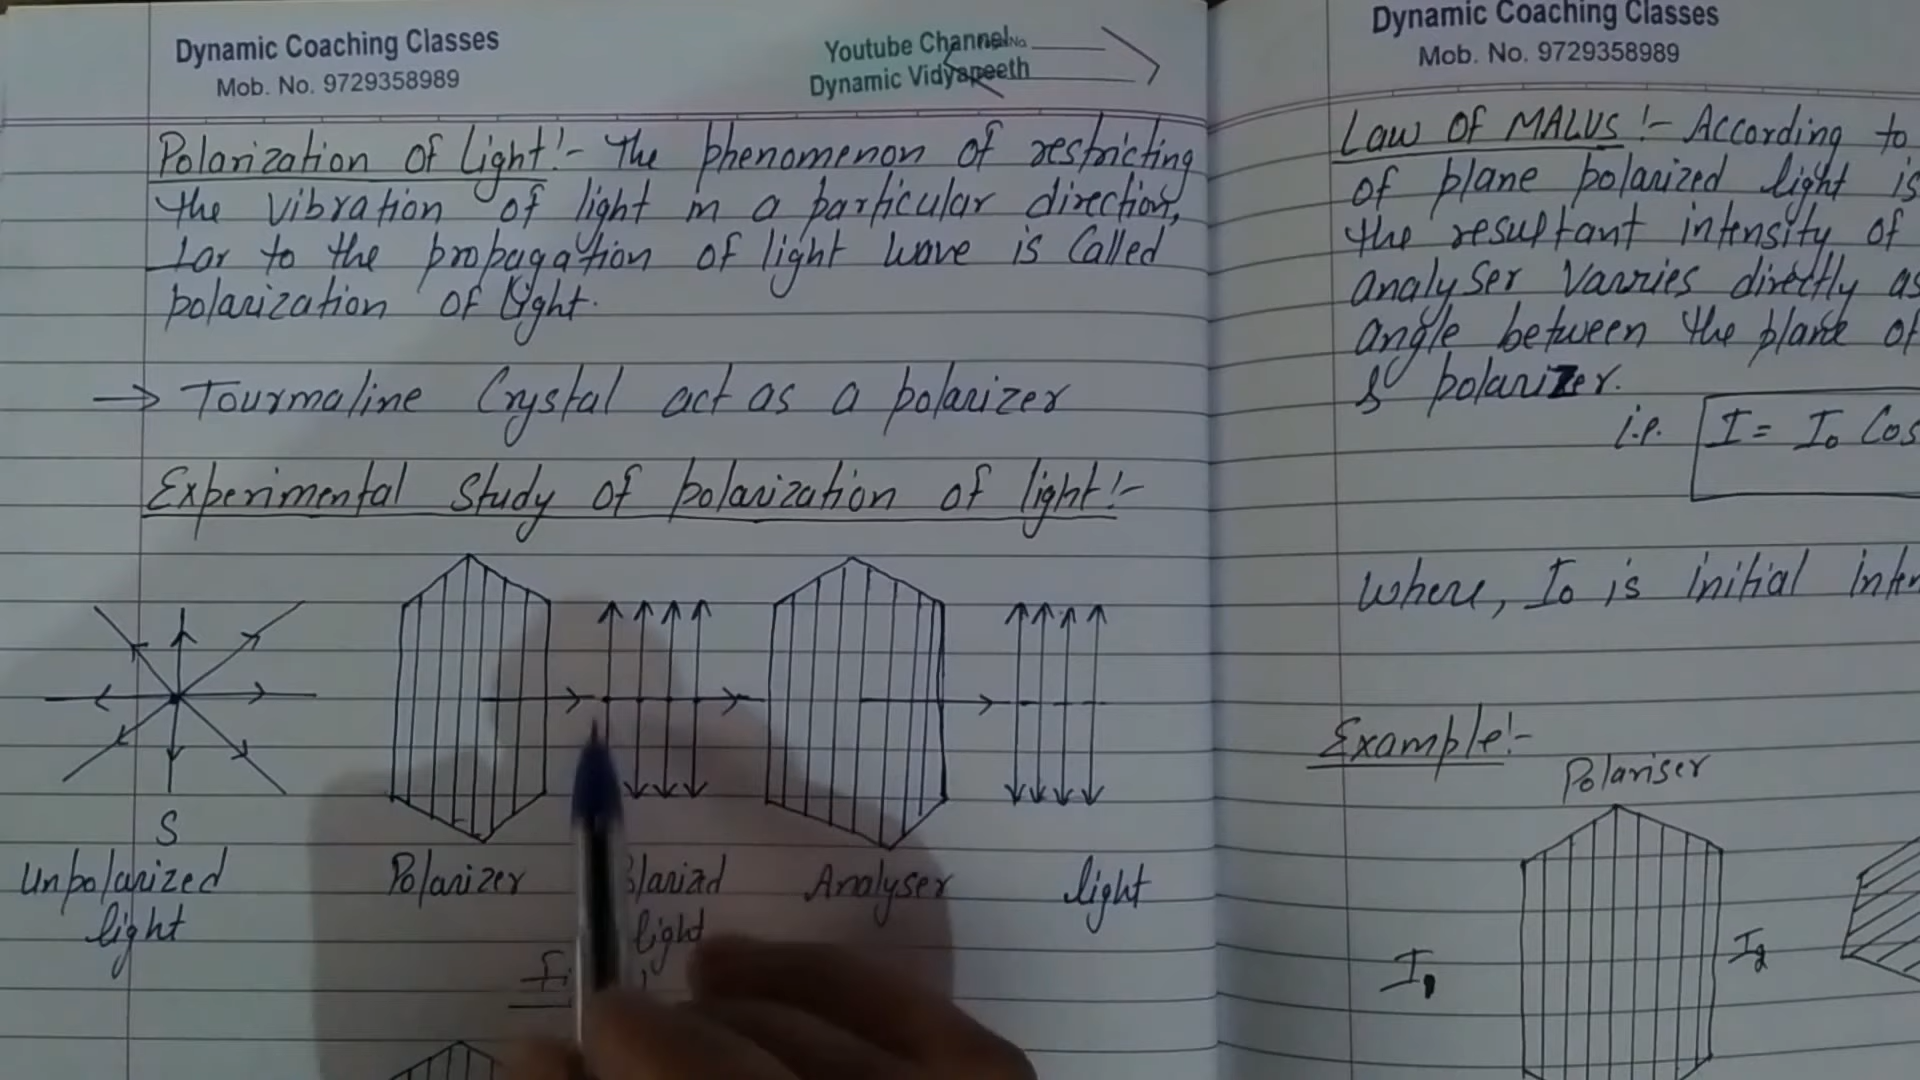 Dynamic Coaching Classes
Mob. No. 9729358989
Youtube Channel
Dynamic Vidyapeeth
Polarization of Light:- The phenomenon of restricting
the vibration of light in a particular direction,
⊥ar to the propagation of light wave is Called
polarization of Light.
→ Tourmaline Crystal act as a polarizer
Experimental Study of polarization of light:-
S
Unpolarized
light
Polarizer
light
Analyser
light
Dynamic Coaching Classes
Mob. No. 9729358989
Law of MALUS:- According to
of plane polarized light is
the resultant intensity of
analyser Varries directly as
angle between the plane of
& polarizer.
i.e. I = I₀ Cos
Where, I₀ is initial
Example:-
Polariser
I₂